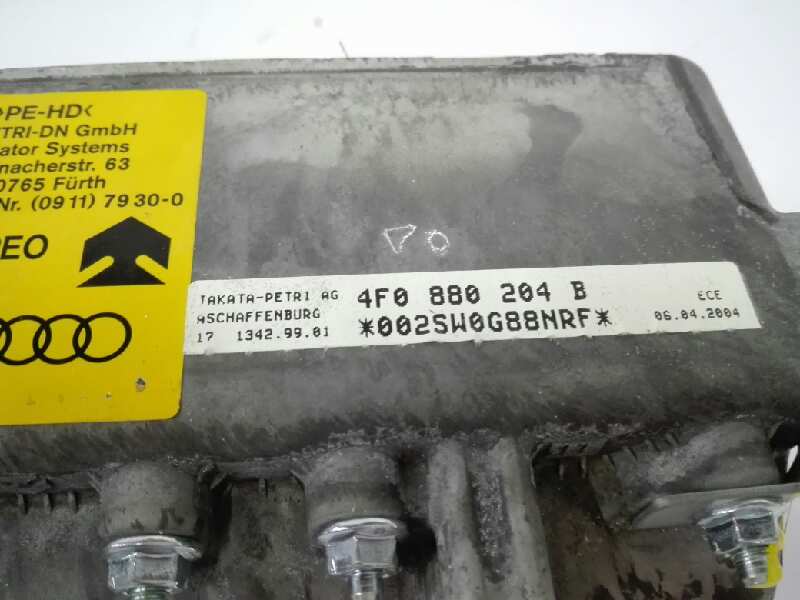 >PE-HD<
TRI-DN GmbH
ator Systems
nacherstr. 63
0765 Fürth
Nr. (0911) 7930-0
EO
TAKATA-PETRI AG
ASCHAFFENBURG
17 1342.99.01
4F0 880 204 B
*002SW0G88NRF*
ECE
06.04.2004